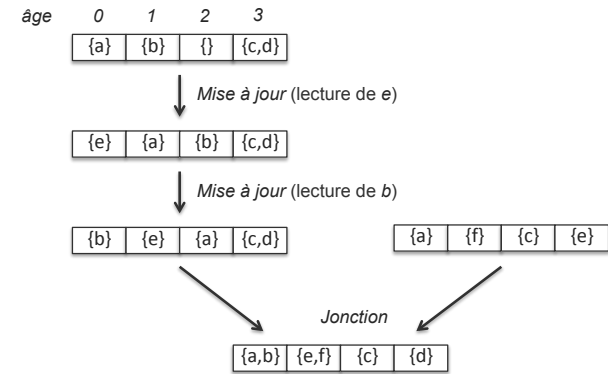 âge 0 1 2 3
{a} {b} {} {c,d}
Mise à jour (lecture de e)
{e} {a} {b} {c,d}
Mise à jour (lecture de b)
{b} {e} {a} {c,d}
{a} {f} {c} {e}
Jonction
{a,b} {e,f} {c} {d}